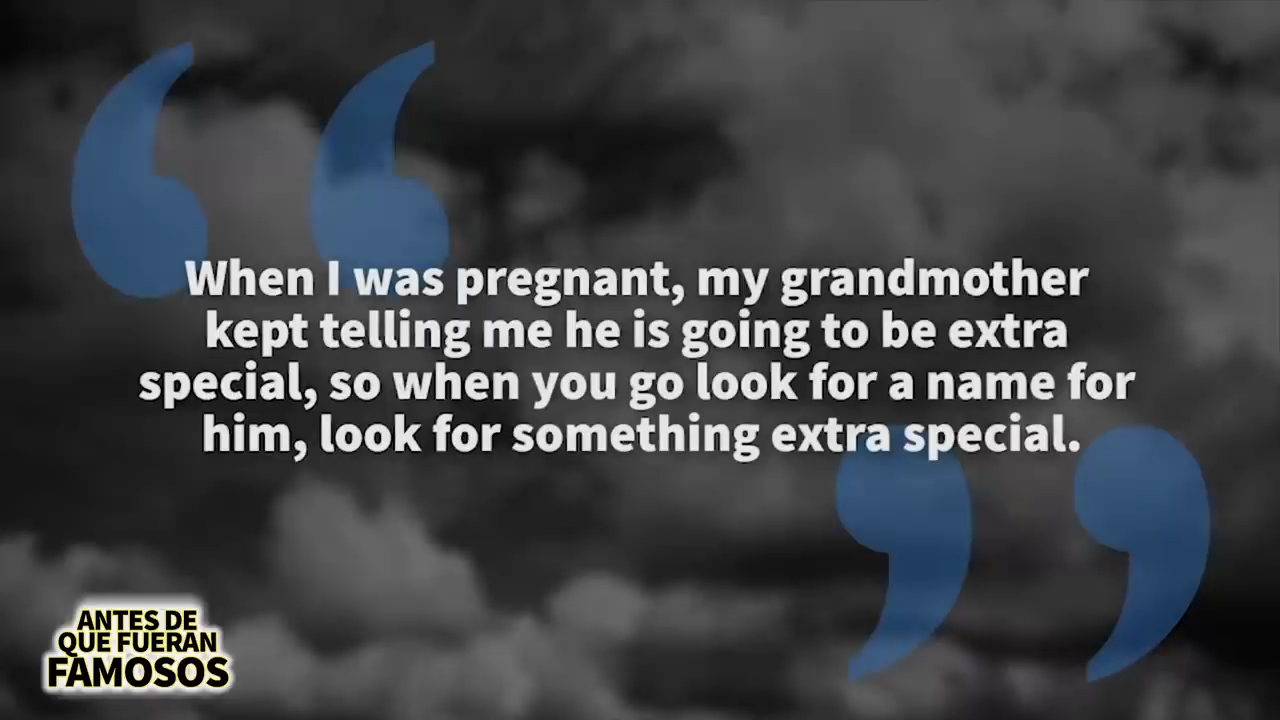 When I was pregnant, my grandmother
kept telling me he is going to be extra
special, so when you go look for a name for
him, look for something extra special.
ANTES DE
QUE FUERAN
FAMOSOS